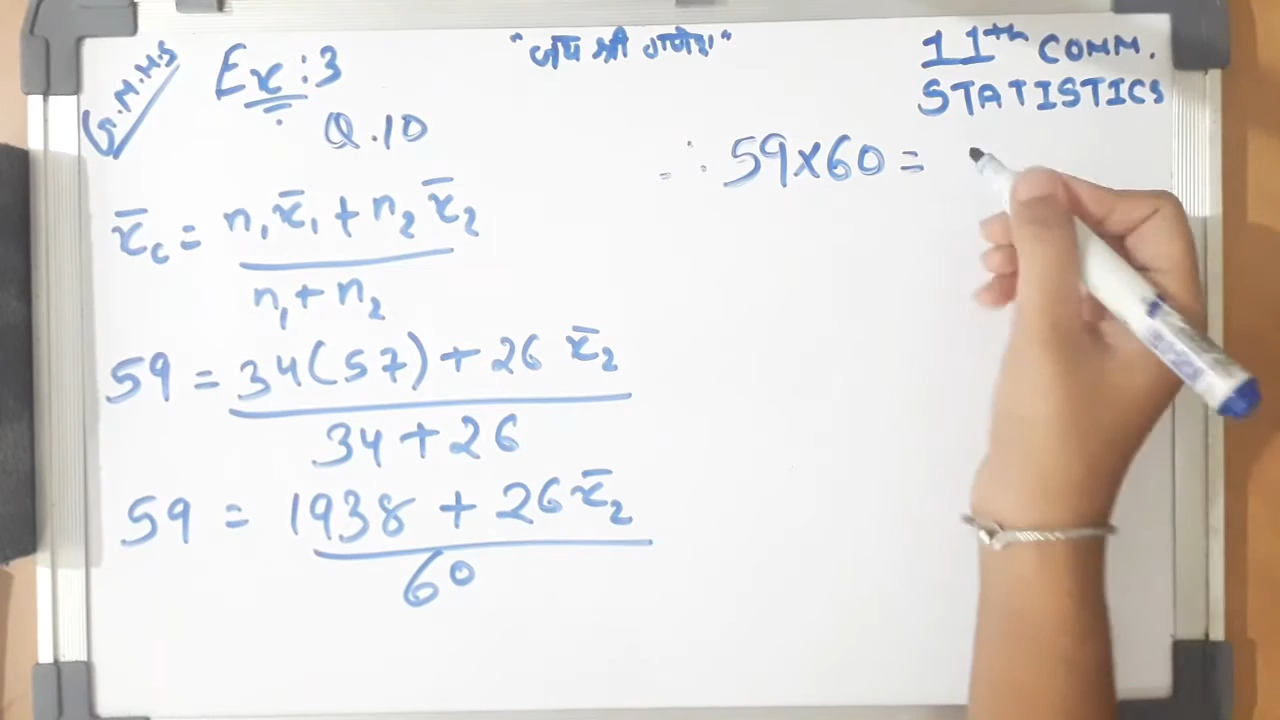 G.M.H.S
Ex:3
"जय श्री गणेश"
11th COMM.
STATISTICS
Q.10
x̄c = n₁x̄₁ + n₂x̄₂
n₁ + n₂
59 = 34(57) + 26 x̄₂
34 + 26
59 = 1938 + 26x̄₂
60
∴ 59×60 =